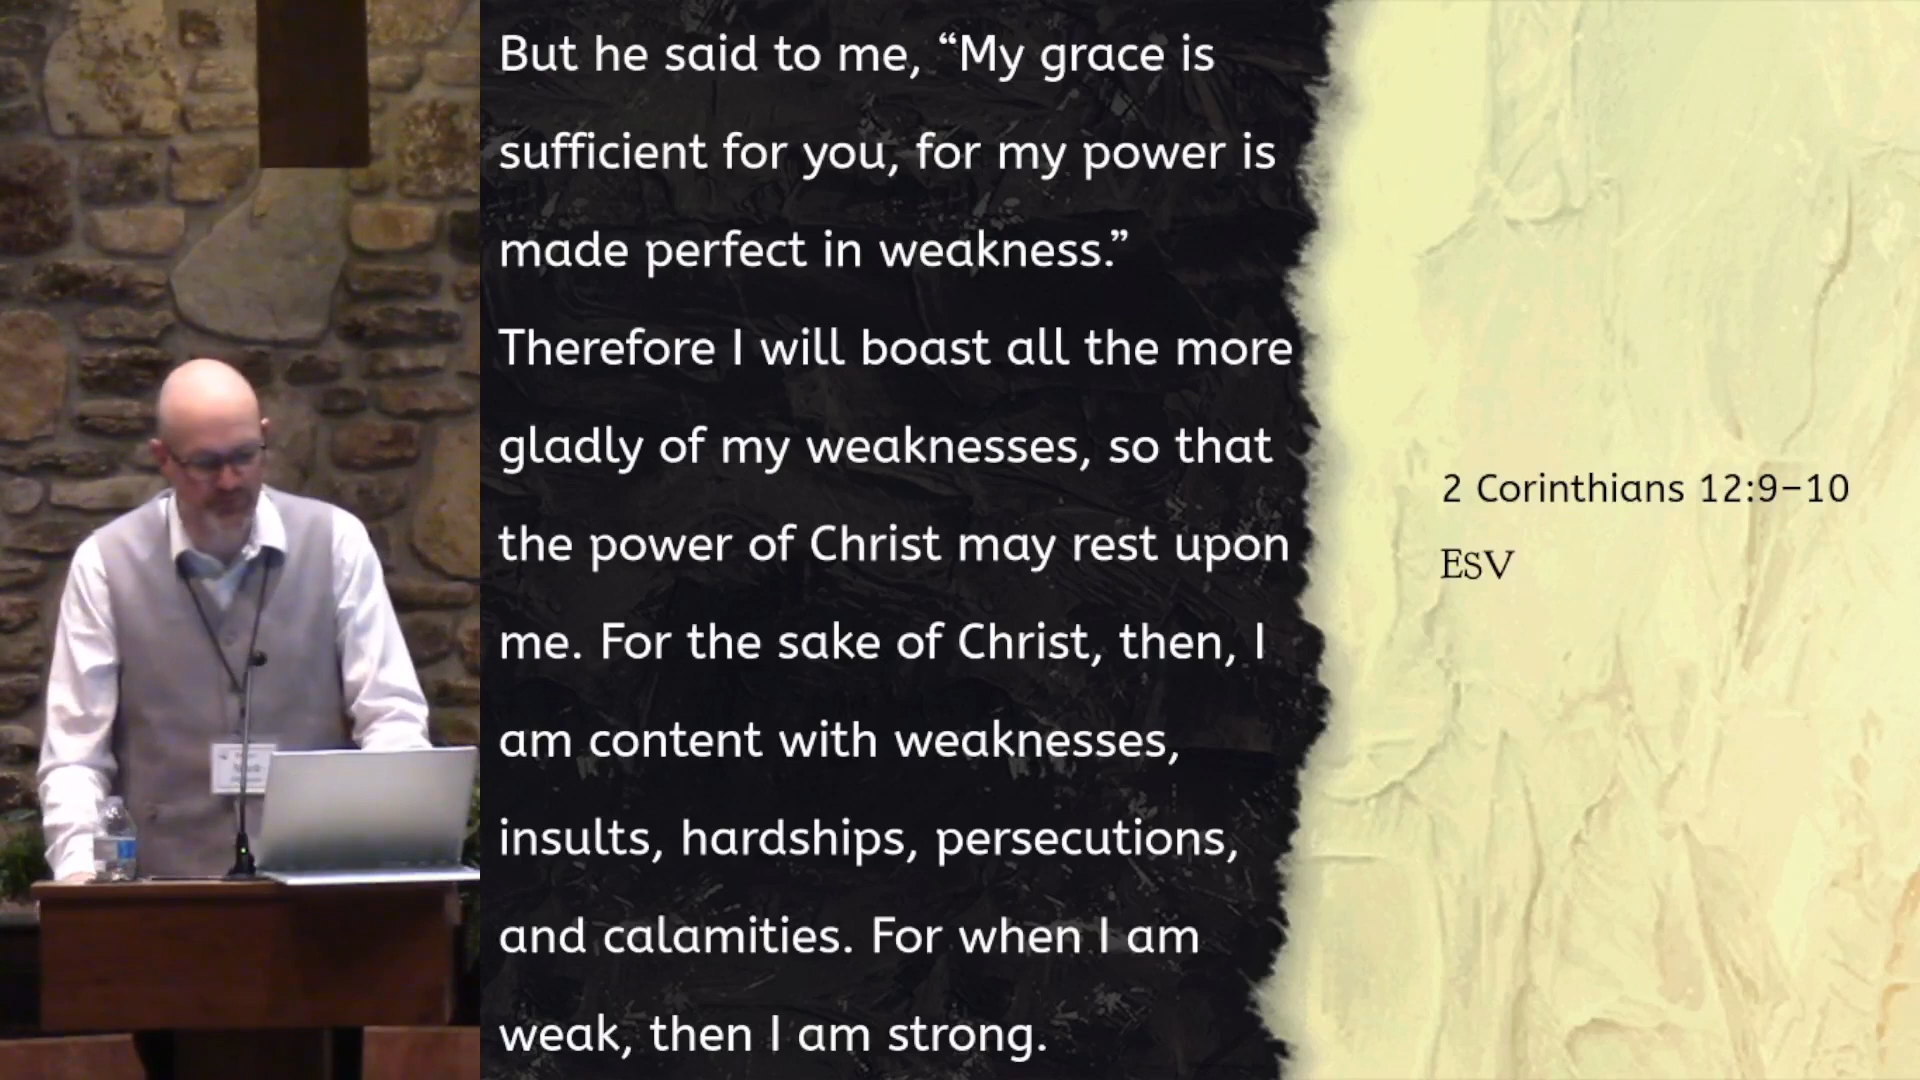 But he said to me, “My grace is
sufficient for you, for my power is
made perfect in weakness.”
Therefore I will boast all the more
gladly of my weaknesses, so that
the power of Christ may rest upon
me. For the sake of Christ, then, I
am content with weaknesses,
insults, hardships, persecutions,
and calamities. For when I am
weak, then I am strong.
2 Corinthians 12:9–10
ESV